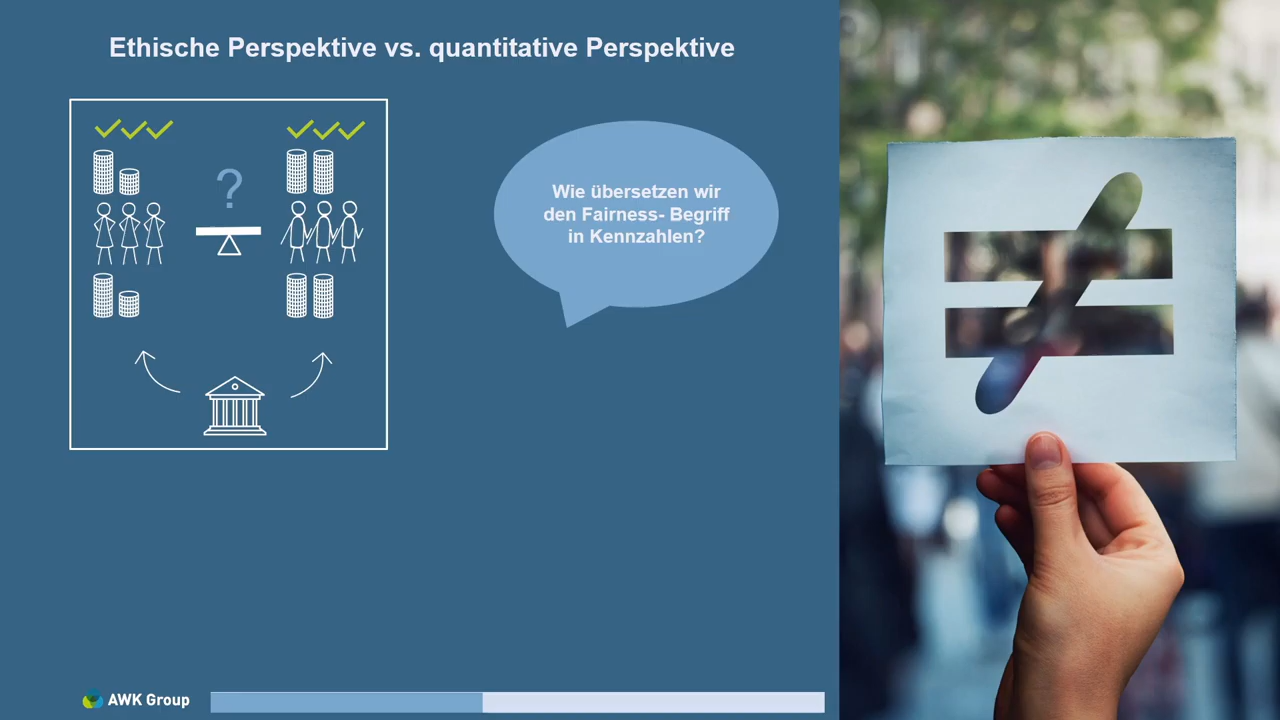 Ethische Perspektive vs. quantitative Perspektive
?
Wie übersetzen wir
den Fairness- Begriff
in Kennzahlen?
≠
AWK Group